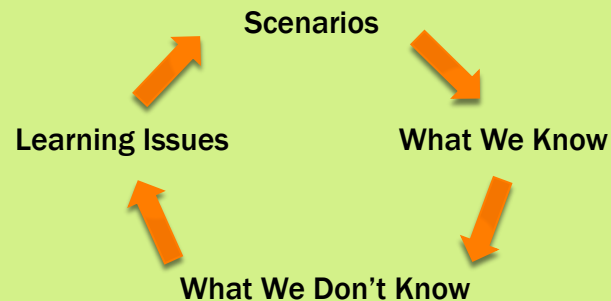 Scenarios
Learning Issues
What We Know
What We Don’t Know